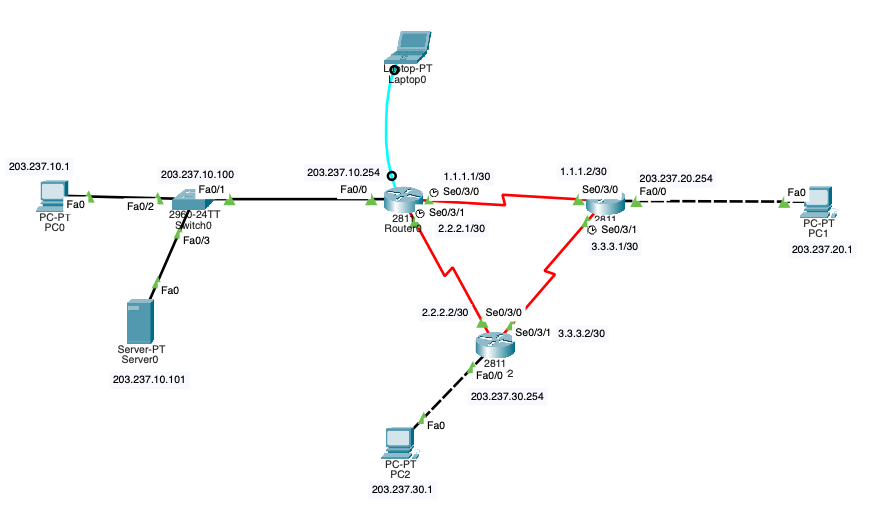 Laptop-PT
Laptop0
203.237.10.1
PC-PT
PC0
Fa0
Fa0/2
203.237.10.100
Fa0/1
2960-24TT
Switch0
Fa0/3
Fa0
Server-PT
Server0
203.237.10.101
203.237.10.254
Fa0/0
2811
Router0
1.1.1.1/30
Se0/3/0
Se0/3/1
2.2.2.1/30
1.1.1.2/30
Se0/3/0
203.237.20.254
Fa0/0
2811
Se0/3/1
3.3.3.1/30
Fa0
PC-PT
PC1
203.237.20.1
2.2.2.2/30
Se0/3/0
Se0/3/1
3.3.3.2/30
2811
Fa0/0
2
203.237.30.254
Fa0
PC-PT
PC2
203.237.30.1